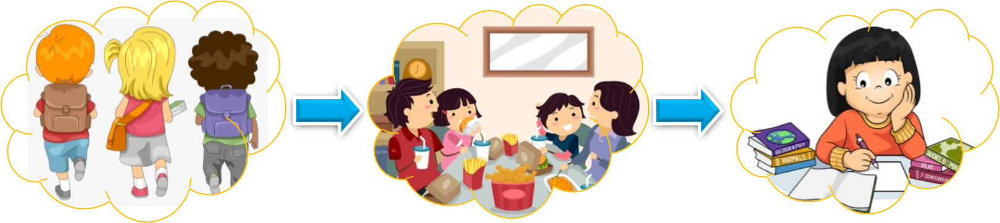 GEOGRAPHY
ANIMALS
WORLD MA
ATLAS
7 CONTINEN